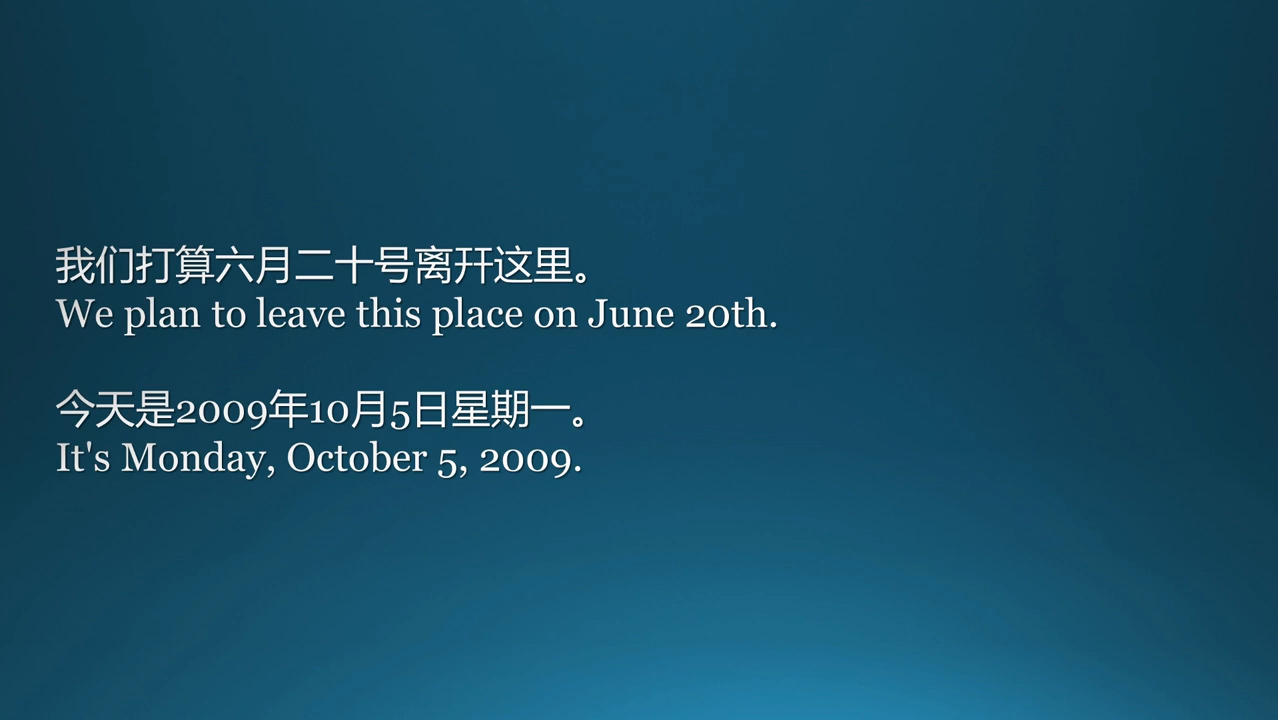 我们打算六月二十号离开这里。
We plan to leave this place on June 20th.
今天是2009年10月5日星期一。
It's Monday, October 5, 2009.